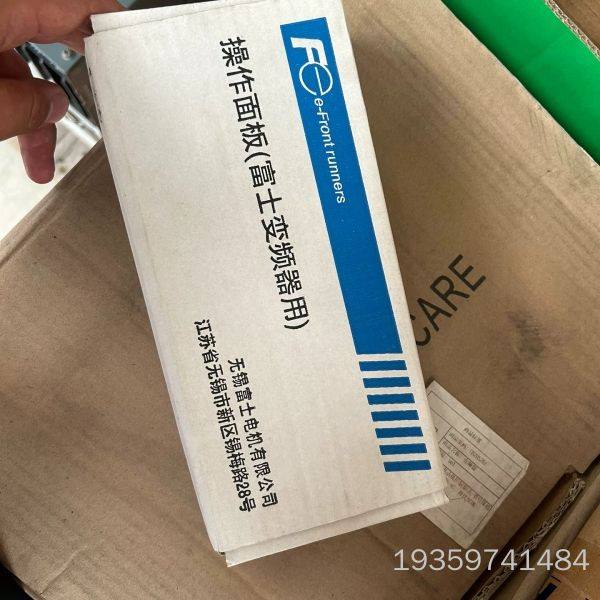 Fe
e-Front runners
操作面板(富士变频器用)
无锡富士电机有限公司
江苏省无锡市新区锡梅路28号
CARE
19359741484